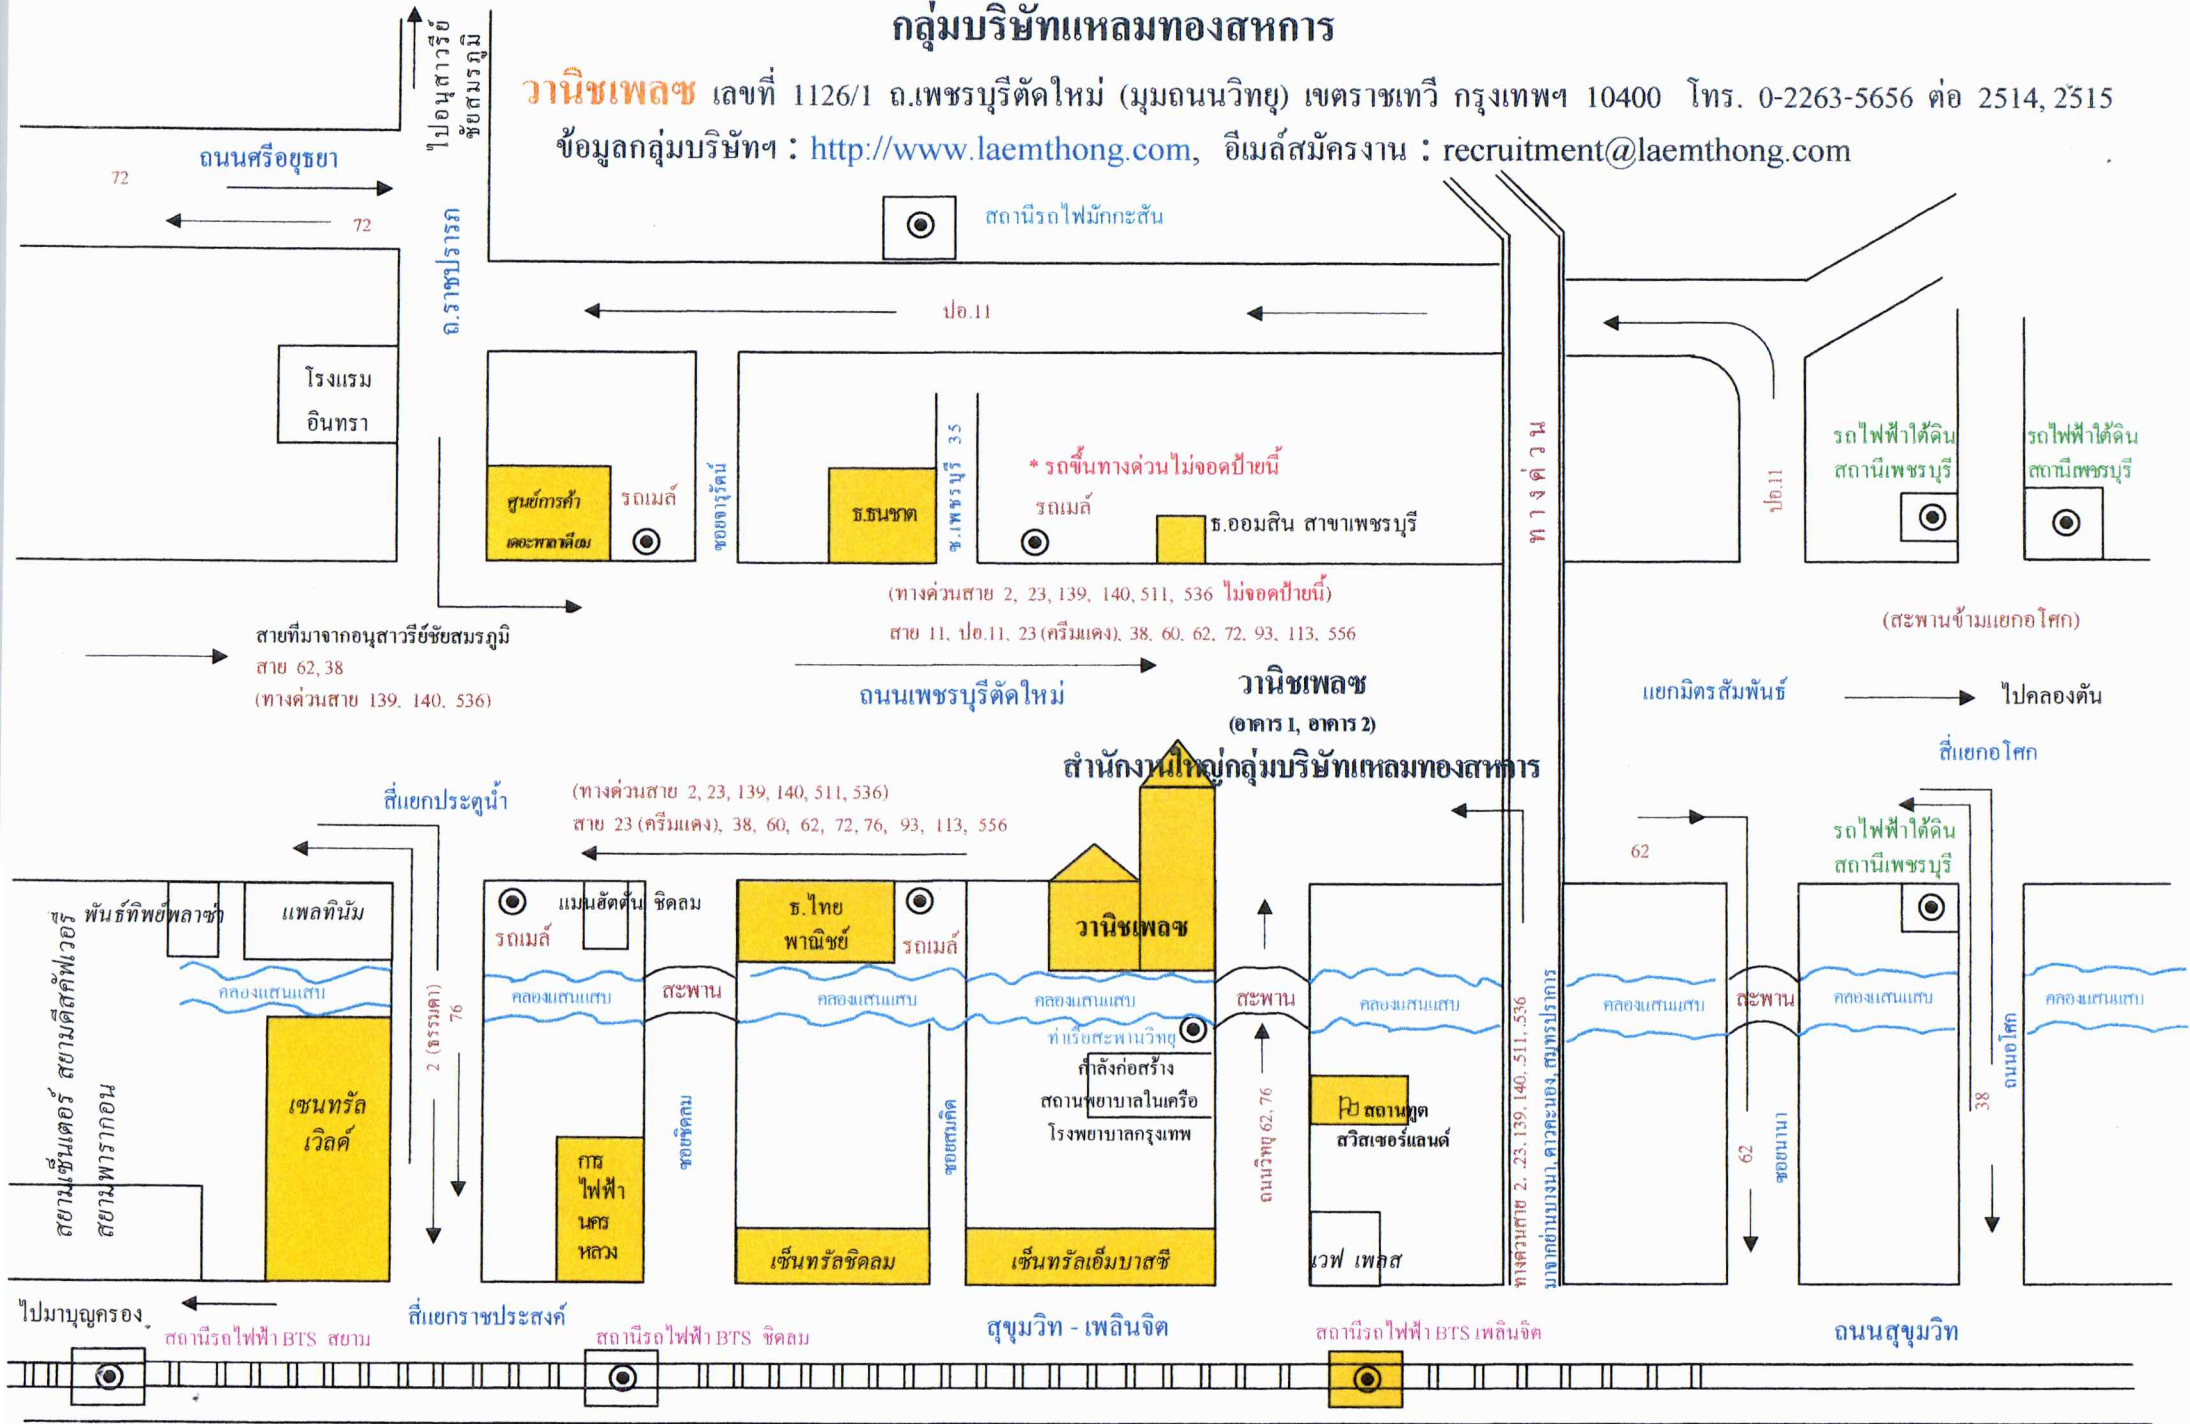 กลุ่มบริษัทแหลมทองสหการ
วานิชเพลซ เลขที่ 1126/1 ถ.เพชรบุรีตัดใหม่ (มุมถนนวิทยุ) เขตราชเทวี กรุงเทพฯ 10400 โทร. 0-2263-5656 ต่อ 2514, 2515
ข้อมูลกลุ่มบริษัทฯ : http://www.laemthong.com, อีเมล์สมัครงาน : recruitment@laemthong.com
ไปอนุสาวรีย์
ชัยสมรภูมิ
ถนนศรีอยุธยา
72
72
ถ.ราชปรารภ
สถานีรถไฟมักกะสัน
ปอ.11
โรงแรม
อินทรา
ศูนย์การค้า
เดอะพาลาเดียม
รถเมล์
ซอยจารุรัตน์
ธ.ธนชาต
ซ.เพชรบุรี 35
* รถขึ้นทางด่วนไม่จอดป้ายนี้
รถเมล์
ธ.ออมสิน สาขาเพชรบุรี
ทางด่วน
ปอ.11
รถไฟฟ้าใต้ดิน
สถานีเพชรบุรี
รถไฟฟ้าใต้ดิน
สถานีเพชรบุรี
(ทางด่วนสาย 2, 23, 139, 140, 511, 536 ไม่จอดป้ายนี้)
สาย 11, ปอ.11, 23 (ครีมแดง), 38, 60, 62, 72, 93, 113, 556
(สะพานข้ามแยกอโศก)
สายที่มาจากอนุสาวรีย์ชัยสมรภูมิ
สาย 62, 38
(ทางด่วนสาย 139, 140, 536)
ถนนเพชรบุรีตัดใหม่
วานิชเพลซ
(อาคาร 1, อาคาร 2)
สำนักงานใหญ่กลุ่มบริษัทแหลมทองสหการ
แยกมิตรสัมพันธ์
ไปคลองตัน
สี่แยกอโศก
สี่แยกประตูน้ำ
(ทางด่วนสาย 2, 23, 139, 140, 511, 536)
สาย 23 (ครีมแดง), 38, 60, 62, 72, 76, 93, 113, 556
62
รถไฟฟ้าใต้ดิน
สถานีเพชรบุรี
พันธ์ทิพย์พลาซ่า
แพลทินัม
รถเมล์
แมนฮัตตัน ชิดลม
ธ.ไทย
พาณิชย์
รถเมล์
วานิชเพลซ
คลองแสนแสบ
คลองแสนแสบ
สะพาน
คลองแสนแสบ
คลองแสนแสบ
สะพาน
คลองแสนแสบ
คลองแสนแสบ
สะพาน
คลองแสนแสบ
คลองแสนแสบ
สยามเซ็นเตอร์ สยามดีสคัฟเวอรี่
สยามพารากอน
เซนทรัล
เวิลค์
2 (ธรรมดา)
76
การ
ไฟฟ้า
นคร
หลวง
ซอยชิดลม
ซอยสมคิด
ท่าเรือสะพานวิทยุ
กำลังก่อสร้าง
สถานพยาบาลในเครือ
โรงพยาบาลกรุงเทพ
ถนนวิทยุ 62, 76
สถานทูต
สวิสเซอร์แลนด์
เวฟ เพลส
ทางด่วนสาย 2, .23, 139, 140, .511, .536
มาจากย่านบางนา, ดาวคะนอง, สมุทรปราการ
62
ซอยนานา
38
ถนนอโศก
เซ็นทรัลชิดลม
เซ็นทรัลเอ็มบาสซี
ไปมาบุญครอง
สี่แยกราชประสงค์
สุขุมวิท - เพลินจิต
ถนนสุขุมวิท
สถานีรถไฟฟ้า BTS สยาม
สถานีรถไฟฟ้า BTS ชิดลม
สถานีรถไฟฟ้า BTS เพลินจิต